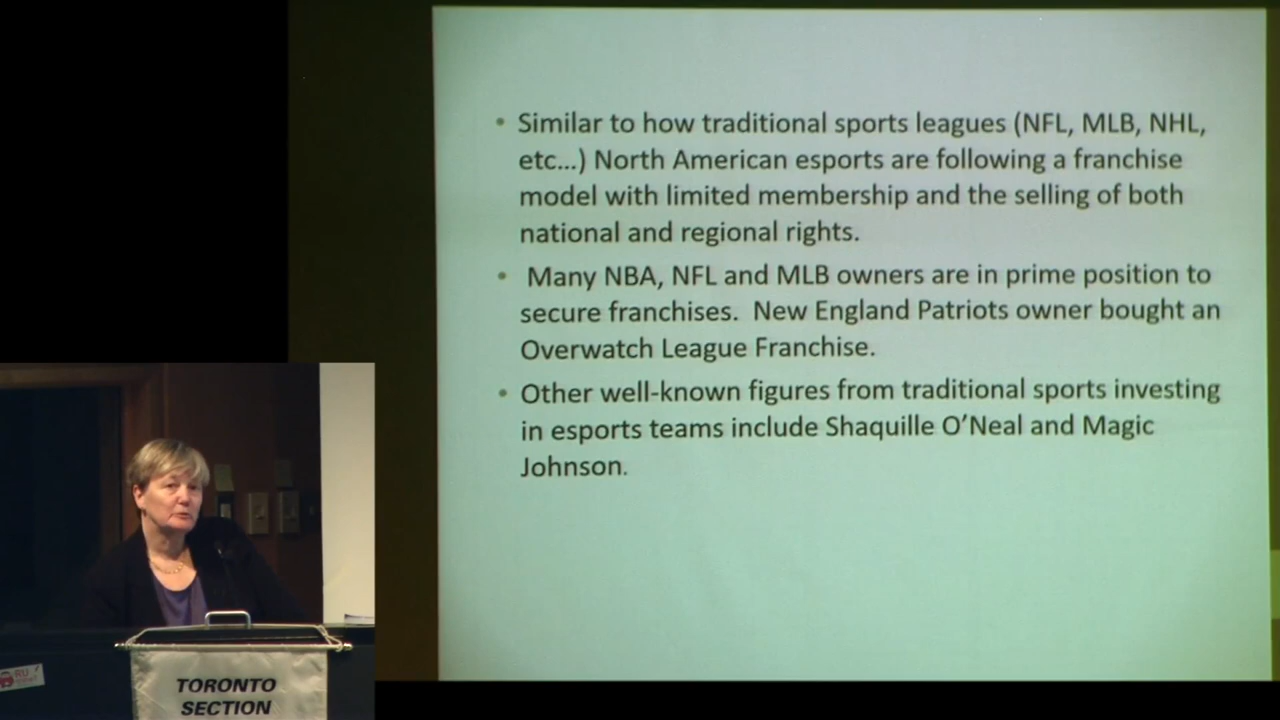 • Similar to how traditional sports leagues (NFL, MLB, NHL,
etc...) North American esports are following a franchise
model with limited membership and the selling of both
national and regional rights.
• Many NBA, NFL and MLB owners are in prime position to
secure franchises. New England Patriots owner bought an
Overwatch League Franchise.
• Other well-known figures from traditional sports investing
in esports teams include Shaquille O'Neal and Magic
Johnson.
TORONTO
SECTION
RU